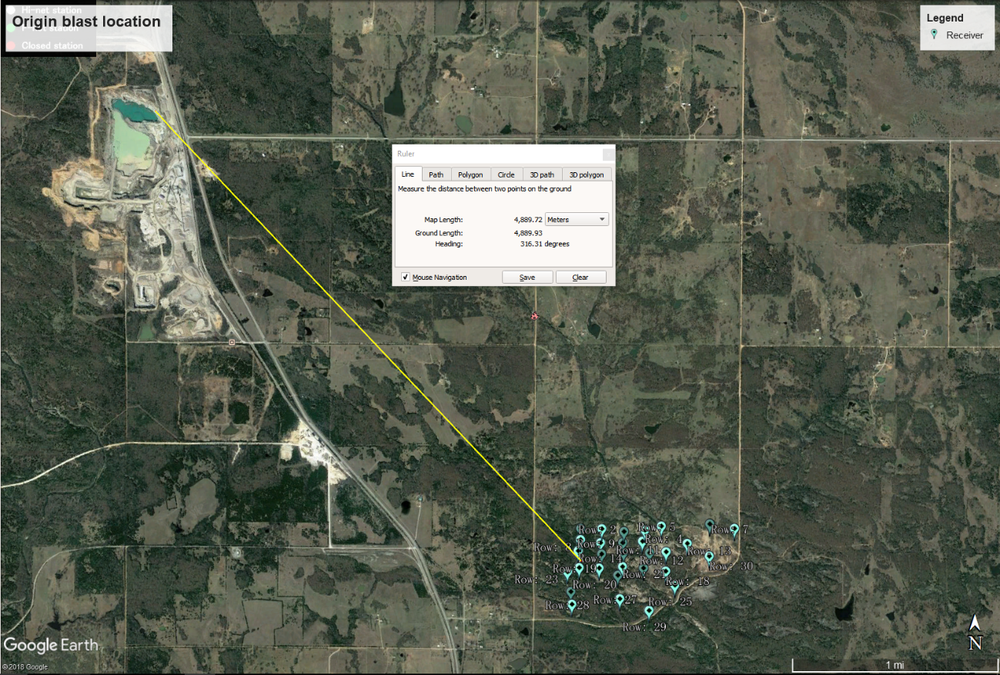 Hi-net station
Origin blast location
Closed station
Legend
Receiver
Ruler
Line Path Polygon Circle 3D path 3D polygon
Measure the distance between two points on the ground
Map Length: 4,889.72 Meters
Ground Length: 4,889.93
Heading: 316.31 degrees
Mouse Navigation Save Clear
Row: 2
Row: 5
Row: 7
Row: 4
Row: 9
Row: 8
Row: 11
Row: 13
Row: 14
Row: 12
Row: 30
Row: 19
Row: 21
Row: 23
Row: 20
Row: 18
Row: 27
Row: 25
Row: 28
Row: 29
Google Earth
©2018 Google
N
1 mi